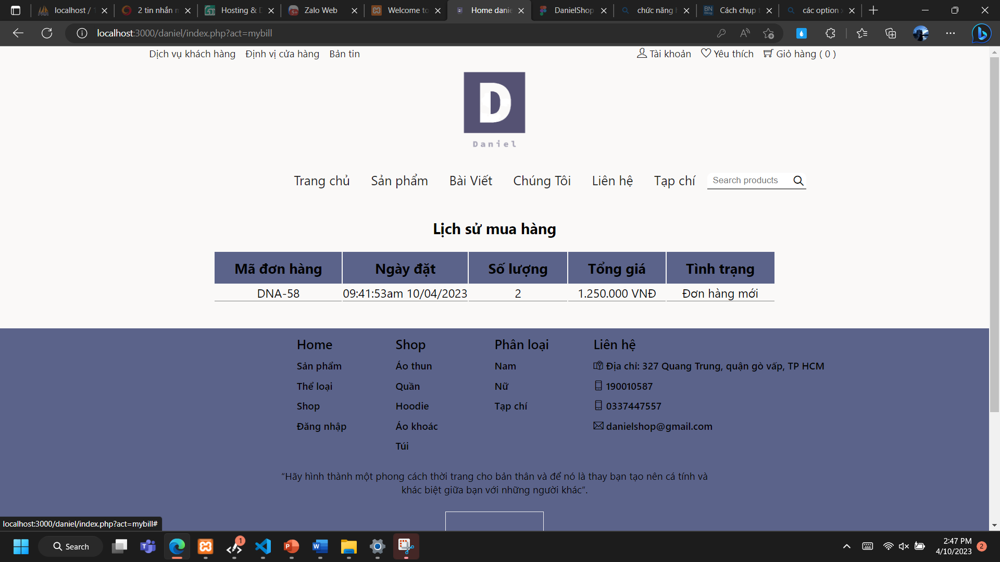 localhost / 1
2 tin nhắn m
Hosting & D
Zalo Web
Welcome to
Home danie
DanielShop
chức năng
Cách chụp
các option
localhost:3000/daniel/index.php?act=mybill
Dịch vụ khách hàng Định vị cửa hàng Bản tin
Tài khoản Yêu thích Giỏ hàng ( 0 )
D
Daniel
Trang chủ Sản phẩm Bài Viết Chúng Tôi Liên hệ Tạp chí Search products
Lịch sử mua hàng
Mã đơn hàng Ngày đặt Số lượng Tổng giá Tình trạng
DNA-58 09:41:53am 10/04/2023 2 1.250.000 VNĐ Đơn hàng mới
Home
Sản phẩm
Thể loại
Shop
Đăng nhập
Shop
Áo thun
Quần
Hoodie
Áo khoác
Túi
Phân loại
Nam
Nữ
Tạp chí
Liên hệ
Địa chỉ: 327 Quang Trung, quận gò vấp, TP HCM
190010587
0337447557
danielshop@gmail.com
“Hãy hình thành một phong cách thời trang cho bản thân và để nó là thay bạn tạo nên cá tính và
khác biệt giữa bạn với những người khác”.
localhost:3000/daniel/index.php?act=mybill#
Search
1
2:47 PM
4/10/2023
2